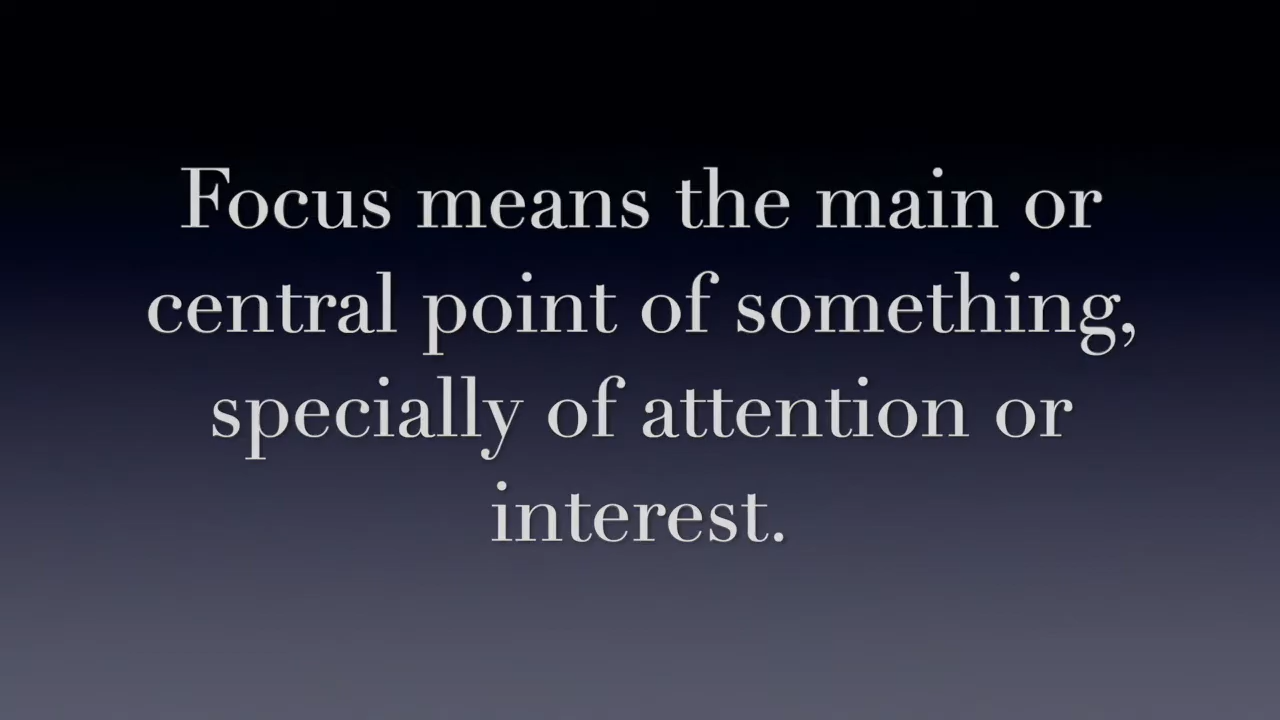 Focus means the main or
central point of something,
specially of attention or
interest.